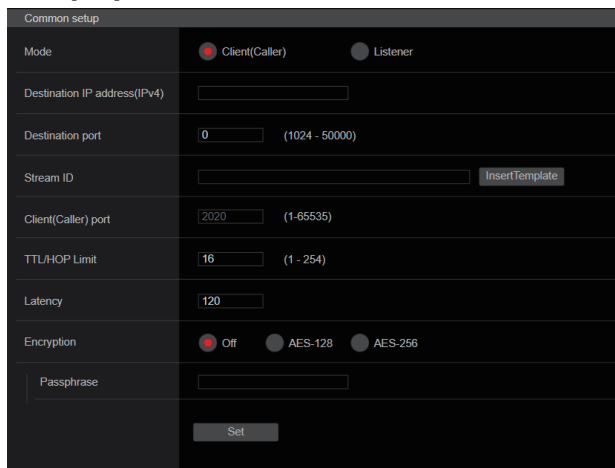 Common setup
Mode Client(Caller) Listener
Destination IP address(IPv4)
Destination port 0 (1024 - 50000)
Stream ID InsertTemplate
Client(Caller) port 2020 (1-65535)
TTL/HOP Limit 16 (1 - 254)
Latency 120
Encryption Off AES-128 AES-256
Passphrase
Set